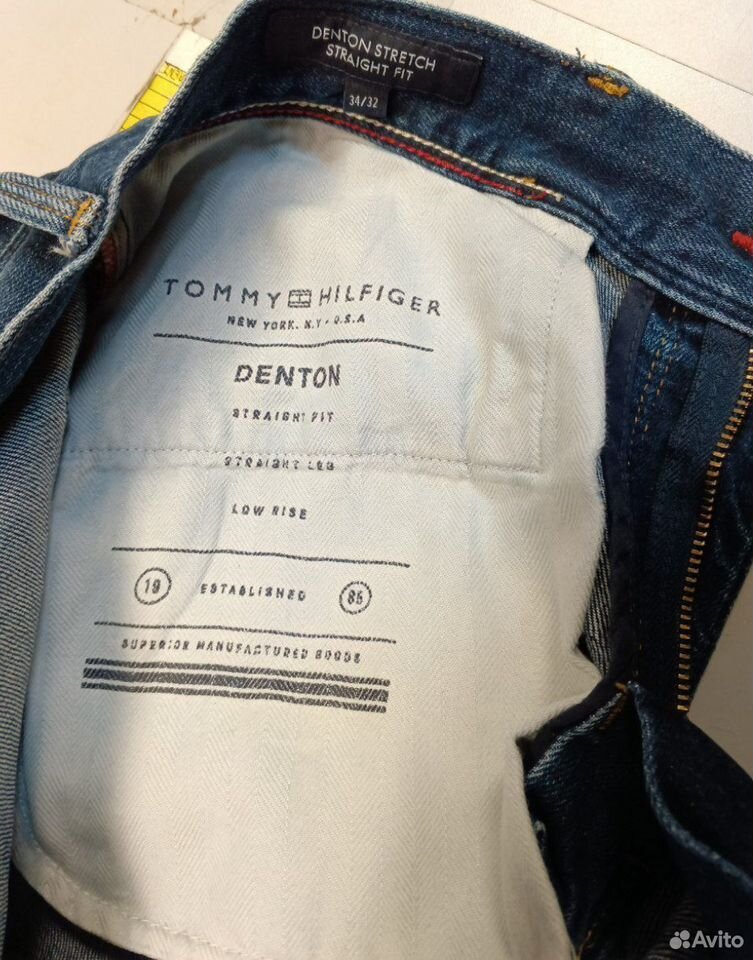 DENTON STRETCH
STRAIGHT FIT
34/32
TOMMY HILFIGER
NEW YORK, N.Y - U.S.A
DENTON
STRAIGHT FIT
STRAIGHT LEG
LOW RISE
19 ESTABLISHED 85
SUPERIOR MANUFACTURED GOODS
Avito